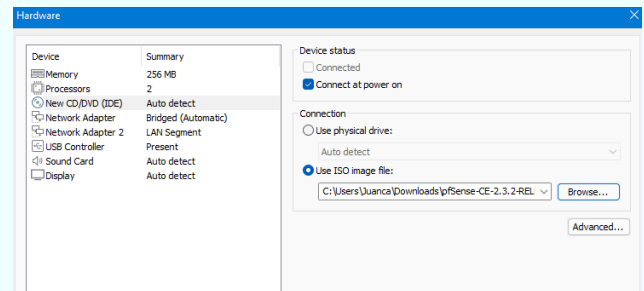 Hardware
Device Summary
Memory 256 MB
Processors 2
New CD/DVD (IDE) Auto detect
Network Adapter Bridged (Automatic)
Network Adapter 2 LAN Segment
USB Controller Present
Sound Card Auto detect
Display Auto detect
Device status
Connected
Connect at power on
Connection
Use physical drive:
Auto detect
Use ISO image file:
C:\Users\Juanca\Downloads\pfSense-CE-2.3.2-REL
Browse...
Advanced...